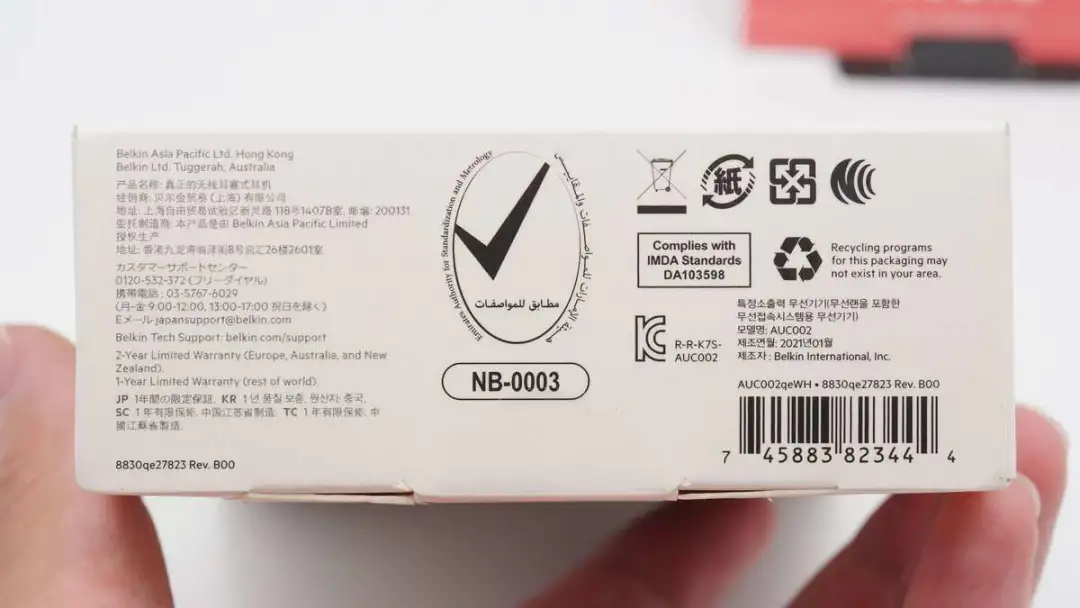 Belkin Asia Pacific Ltd. Hong Kong
Belkin Ltd. Tuggerah, Australia
产品名称: 真正的无线耳塞式耳机
经销商: 贝尔金贸易 (上海) 有限公司
地址: 上海自由贸易试验区新灵路 118号1407B室, 邮编: 200131
委托制造商: 本产品是由 Belkin Asia Pacific Limited
授权生产
地址: 香港九龙湾临泽街8号启汇26楼2601室
カスタマーサポートセンター
0120-532-372 (フリーダイヤル)
携帯電話 : 03-5767-6029
(月-金 9:00-12:00, 13:00-17:00 祝日を除く)
Eメール japansupport@belkin.com
Belkin Tech Support: belkin.com/support
2-Year Limited Warranty (Europe, Australia, and New
Zealand).
1-Year Limited Warranty (rest of world).
JP 1年間の限定保証. KR 1년 품질 보증, 원산지: 중국.
SC 1 年有限保修. 中国江苏省制造. TC 1 年有限保固. 中
國江蘇省製造.
8830qe27823 Rev. B00
Emirates Authority for Standardization and Metrology
هيئة الإمارات للمواصفات والمقاييس
مطابق للمواصفات
NB-0003
紙
Complies with
IMDA Standards
DA103598
Recycling programs
for this packaging may
not exist in your area.
R-R-K7S-
AUC002
특정소출력 무선기기(무선랜을 포함한
무선접속시스템용 무선기기)
모델명: AUC002
제조연월: 2021년01월
제조자 : Belkin International, Inc.
AUC002qeWH • 8830qe27823 Rev. B00
7 45883 82344 4